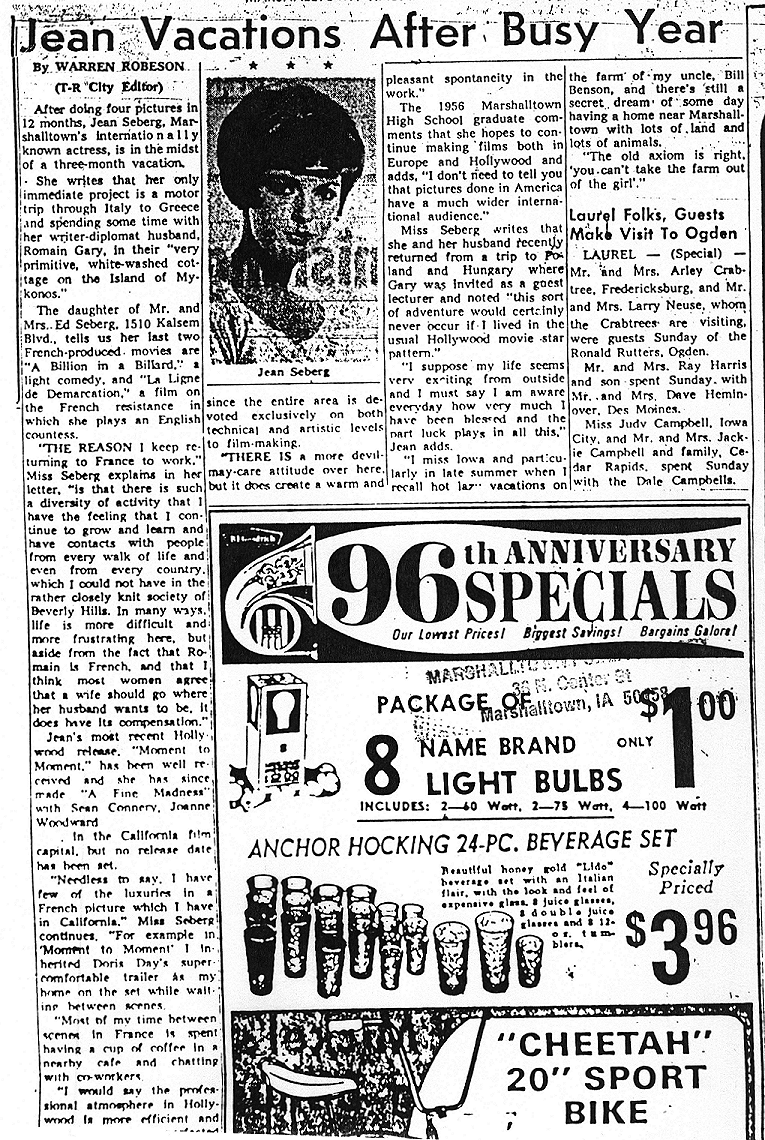 Jean Vacations After Busy Year
By WARREN ROBESON
(T-R City Editor)
After doing four pictures in
12 months, Jean Seberg, Mar-
shalltown's internationally
known actress, is in the midst
of a three-month vacation.
She writes that her only
immediate project is a motor
trip through Italy to Greece
and spending some time with
her writer-diplomat husband,
Romain Gary, in their "very
primitive, white-washed cot-
tage on the Island of My-
konos."
The daughter of Mr. and
Mrs. Ed Seberg, 1510 Kalsem
Blvd., tells us her last two
French-produced movies are
"A Billion in a Billard," a
light comedy, and "La Ligne
de Demarcation," a film on
the French resistance in
which she plays an English
countess.
"THE REASON I keep re-
turning to France to work,"
Miss Seberg explains in her
letter, "is that there is such
a diversity of activity that I
have the feeling that I con-
tinue to grow and learn and
have contacts with people
from every walk of life and
even from every country,
which I could not have in the
rather closely knit society of
Beverly Hills. In many ways,
life is more difficult and
more frustrating here, but
aside from the fact that Ro-
main is French, and that I
think most women agree
that a wife should go where
her husband wants to be, it
does have its compensation."
Jean's most recent Holly-
wood release, "Moment to
Moment," has been well re-
ceived and she has since
made "A Fine Madness"
with Sean Connery, Joanne
Woodward
in the California film
capital, but no release date
has been set.
"Needless to say, I have
few of the luxuries in a
French picture which I have
in California," Miss Seberg
continues. "For example in
'Moment to Moment' I in-
herited Doris Day's super-
comfortable trailer as my
home on the set while wait-
ing between scenes.
"Most of my time between
scenes in France is spent
having a cup of coffee in a
nearby cafe and chatting
with co-workers.
"I would say the profes-
sional atmosphere in Holly-
wood is more efficient and
★ ★ ★
Jean Seberg
since the entire area is de-
voted exclusively on both
technical and artistic levels
to film-making.
"THERE IS a more devil-
may-care attitude over here,
but it does create a warm and
pleasant spontaneity in the
work."
The 1956 Marshalltown
High School graduate com-
ments that she hopes to con-
tinue making films both in
Europe and Hollywood and
adds, "I don't need to tell you
that pictures done in America
have a much wider interna-
tional audience."
Miss Seberg writes that
she and her husband recently
returned from a trip to Po-
land and Hungary where
Gary was invited as a guest
lecturer and noted "this sort
of adventure would certainly
never occur if I lived in the
usual Hollywood movie star
pattern."
"I suppose my life seems
very exciting from outside
and I must say I am aware
everyday how very much I
have been blessed and the
part luck plays in all this,"
Jean adds.
"I miss Iowa and particu-
larly in late summer when I
recall hot lazy vacations on
the farm of my uncle, Bill
Benson, and there's still a
secret dream of some day
having a home near Marshall-
town with lots of land and
lots of animals.
"The old axiom is right,
'you can't take the farm out
of the girl'."
Laurel Folks, Guests
Make Visit To Ogden
LAUREL — (Special) —
Mr. and Mrs. Arley Crab-
tree, Fredericksburg, and Mr.
and Mrs. Larry Neuse, whom
the Crabtrees are visiting,
were guests Sunday of the
Ronald Rutters, Ogden.
Mr. and Mrs. Ray Harris
and son spent Sunday with
Mr. and Mrs. Dave Hemin-
over, Des Moines.
Miss Judy Campbell, Iowa
City, and Mr. and Mrs. Jack-
ie Campbell and family, Ce-
dar Rapids, spent Sunday
with the Dale Campbells.
B.F.Goodrich
96th ANNIVERSARY
SPECIALS
Our Lowest Prices! Biggest Savings! Bargains Galore!
MARSHALLTOWN
N. Center St
Marshalltown, IA 50158
PACKAGE OF
8 NAME BRAND
LIGHT BULBS
ONLY
$1.00
INCLUDES: 2—60 Watt, 2—75 Watt, 4—100 Watt
ANCHOR HOCKING 24-PC. BEVERAGE SET
Beautiful honey gold "Lido"
beverage set with an Italian
flair, with the look and feel of
expensive glass. 8 juice glasses,
8 double juice
glasses and 8 12-
oz. tum-
blers.
Specially
Priced
$3.96
"CHEETAH"
20" SPORT
BIKE